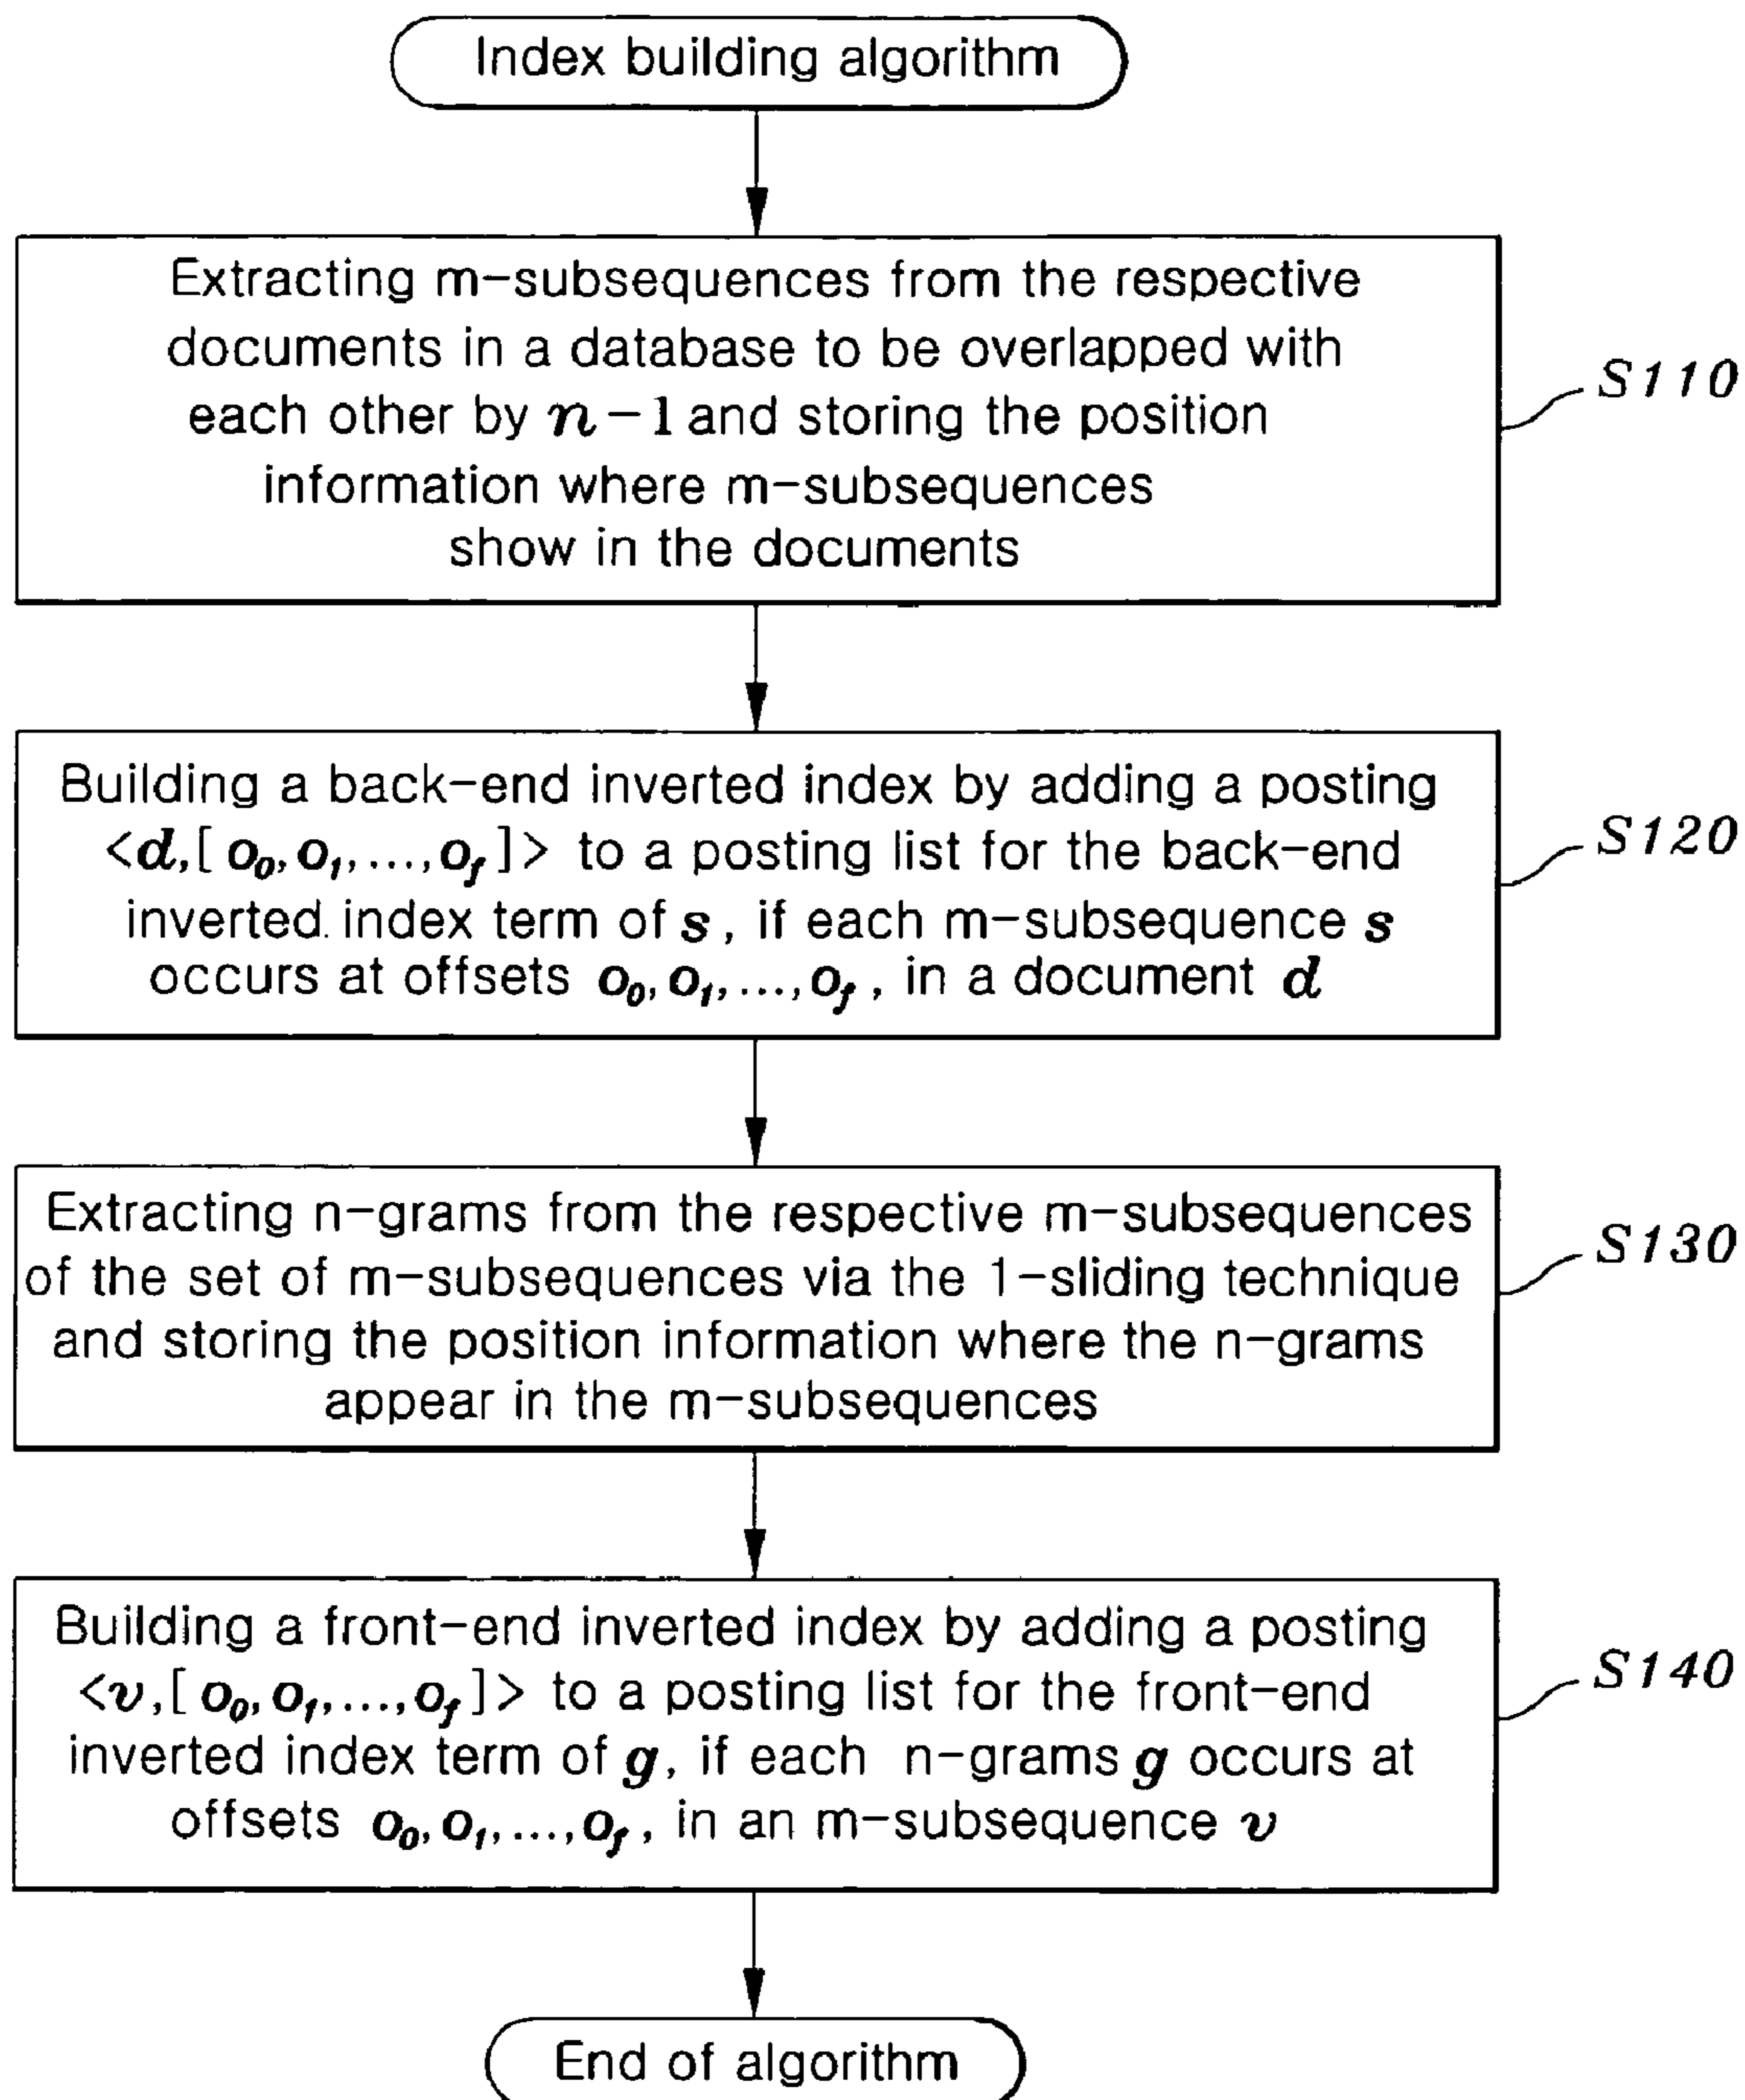 Index building algorithm
Extracting m-subsequences from the respective
documents in a database to be overlapped with
each other by n-1 and storing the position
information where m-subsequences
show in the documents
S110
Building a back-end inverted index by adding a posting
<d,[o₀,o₁,...,o_f]> to a posting list for the back-end
inverted index term of s, if each m-subsequence s
occurs at offsets o₀,o₁,...,o_f, in a document d
S120
Extracting n-grams from the respective m-subsequences
of the set of m-subsequences via the 1-sliding technique
and storing the position information where the n-grams
appear in the m-subsequences
S130
Building a front-end inverted index by adding a posting
<v,[o₀,o₁,...,o_f]> to a posting list for the front-end
inverted index term of g, if each n-grams g occurs at
offsets o₀,o₁,...,o_f, in an m-subsequence v
S140
End of algorithm